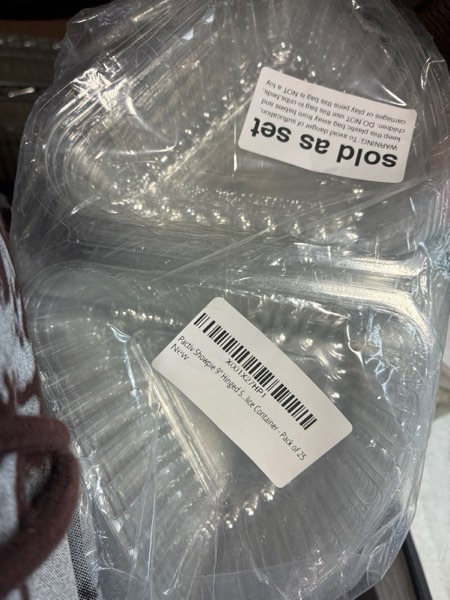 sold as set
WARNING: To avoid danger of suffocation,
keep this plastic bag away from babies and
children. DO NOT use this bag in cribs,beds,
carriages or play pens this bag is NOT a toy
X001X27HP1
Pactiv Showpie 9" Hinged S...lice Container - Pack of 25
New